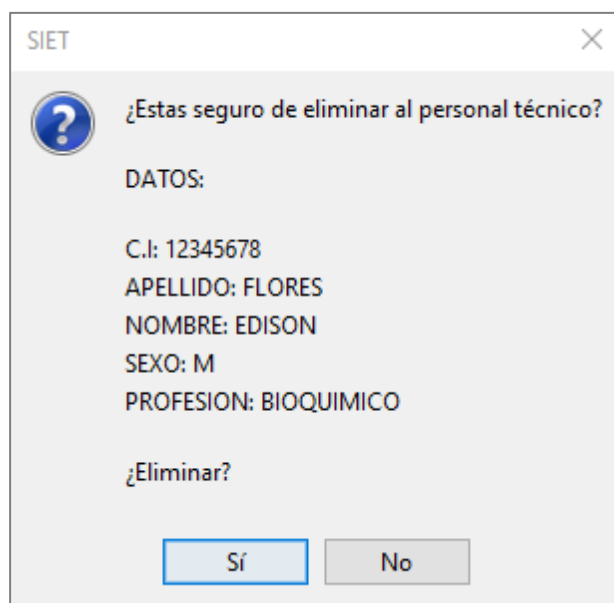 SIET
¿Estas seguro de eliminar al personal técnico?
DATOS:
C.I: 12345678
APELLIDO: FLORES
NOMBRE: EDISON
SEXO: M
PROFESION: BIOQUIMICO
¿Eliminar?
Sí
No